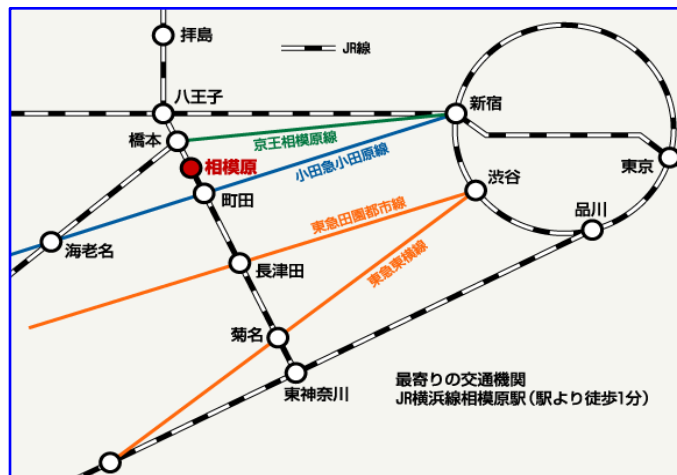 拝島
JR線
八王子
新宿
橋本
京王相模原線
相模原
小田急小田原線
東京
町田
渋谷
品川
東急田園都市線
海老名
東急東横線
長津田
菊名
東神奈川
最寄りの交通機関
JR横浜線相模原駅(駅より徒歩1分)